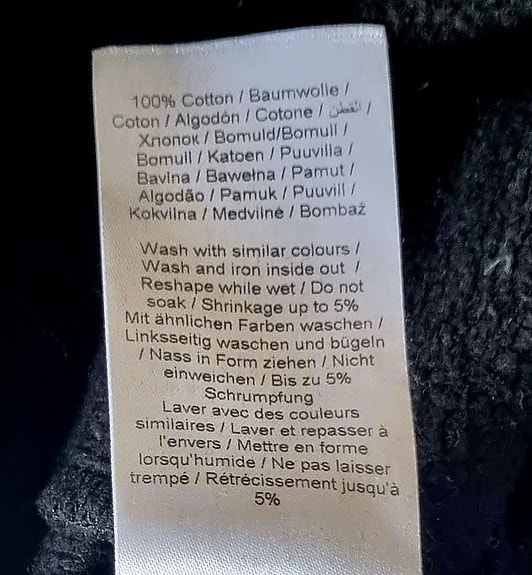 100% Cotton / Baumwolle /
Coton / Algodón / Cotone / القطن /
Хлопок / Bomuld/Bomull /
Bomull / Katoen / Puuvilla /
Bavlna / Bawełna / Pamut /
Algodão / Pamuk / Puuvill /
Kokvilna / Medvilnė / Bombaž
Wash with similar colours /
Wash and iron inside out /
Reshape while wet / Do not
soak / Shrinkage up to 5%
Mit ähnlichen Farben waschen /
Linksseitig waschen und bügeln
/ Nass in Form ziehen / Nicht
einweichen / Bis zu 5%
Schrumpfung
Laver avec des couleurs
similaires / Laver et repasser à
l'envers / Mettre en forme
lorsqu'humide / Ne pas laisser
trempé / Rétrécissement jusqu'à
5%